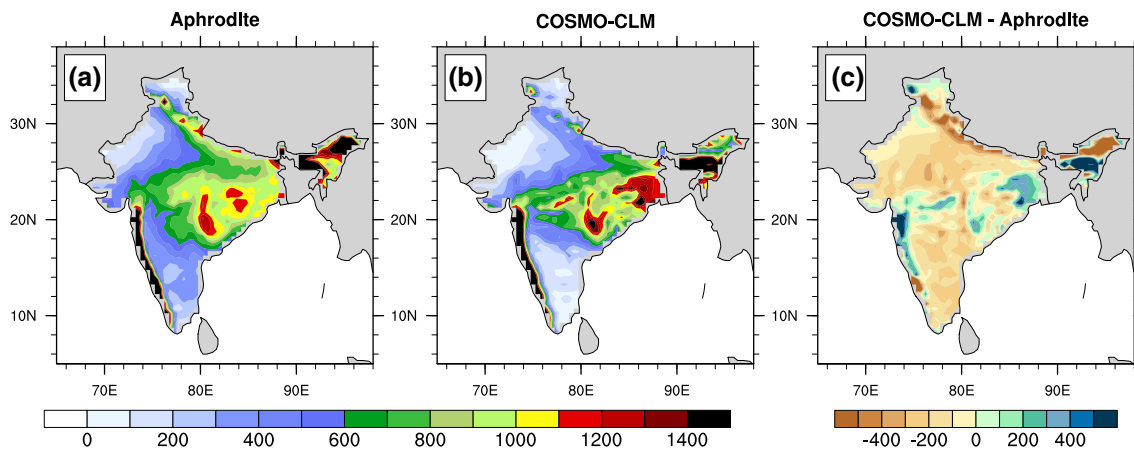 AphrodIte
COSMO-CLM
COSMO-CLM - AphrodIte
(a)
(b)
(c)
30N
20N
10N
70E 80E 90E
30N
20N
10N
70E 80E 90E
30N
20N
10N
70E 80E 90E
0 200 400 600 800 1000 1200 1400
-400 -200 0 200 400